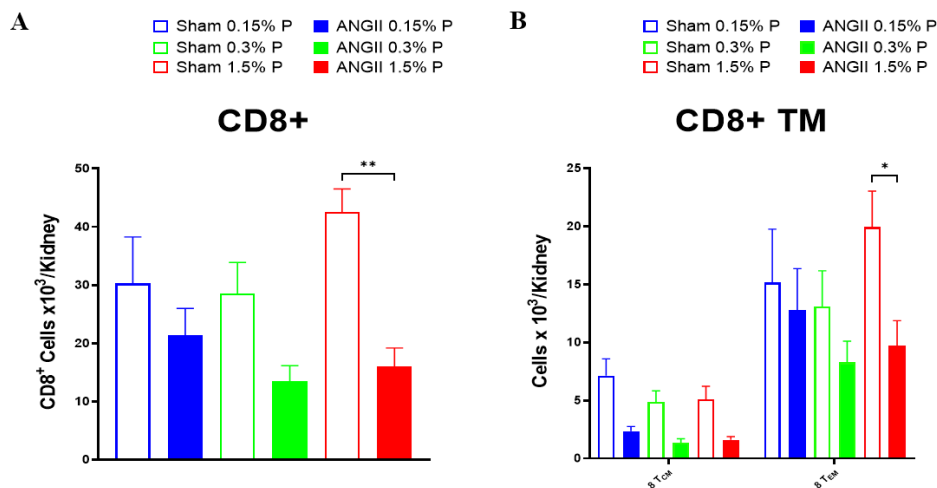 A
Sham 0.15% P ANGII 0.15% P
Sham 0.3% P ANGII 0.3% P
Sham 1.5% P ANGII 1.5% P
CD8+
50
40
30
20
10
0
CD8⁺ Cells x10³/Kidney
**
B
Sham 0.15% P ANGII 0.15% P
Sham 0.3% P ANGII 0.3% P
Sham 1.5% P ANGII 1.5% P
CD8+ TM
25
20
15
10
5
0
Cells x 10³/Kidney
*
8 TCM
8 TEM